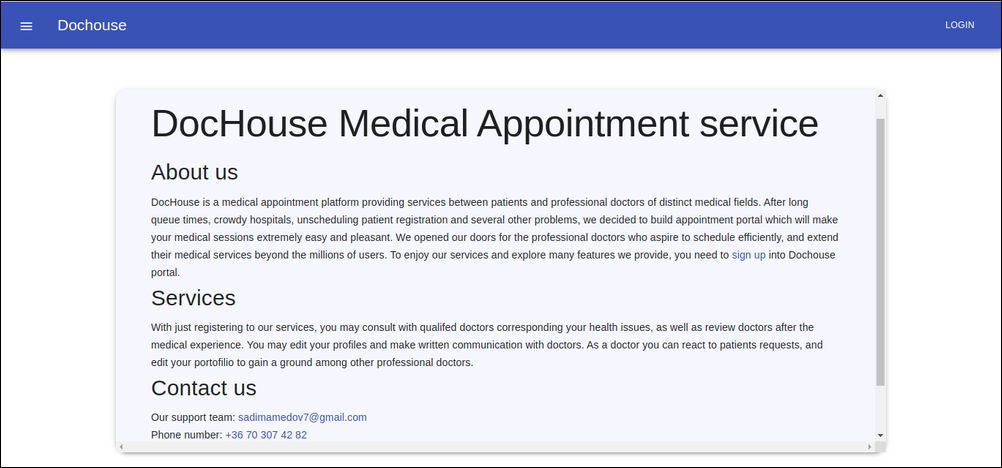 Dochouse
LOGIN
DocHouse Medical Appointment service
About us
DocHouse is a medical appointment platform providing services between patients and professional doctors of distinct medical fields. After long
queue times, crowdy hospitals, unscheduling patient registration and several other problems, we decided to build appointment portal which will make
your medical sessions extremely easy and pleasant. We opened our doors for the professional doctors who aspire to schedule efficiently, and extend
their medical services beyond the millions of users. To enjoy our services and explore many features we provide, you need to sign up into Dochouse
portal.
Services
With just registering to our services, you may consult with qualifed doctors corresponding your health issues, as well as review doctors after the
medical experience. You may edit your profiles and make written communication with doctors. As a doctor you can react to patients requests, and
edit your portofilio to gain a ground among other professional doctors.
Contact us
Our support team: sadimamedov7@gmail.com
Phone number: +36 70 307 42 82